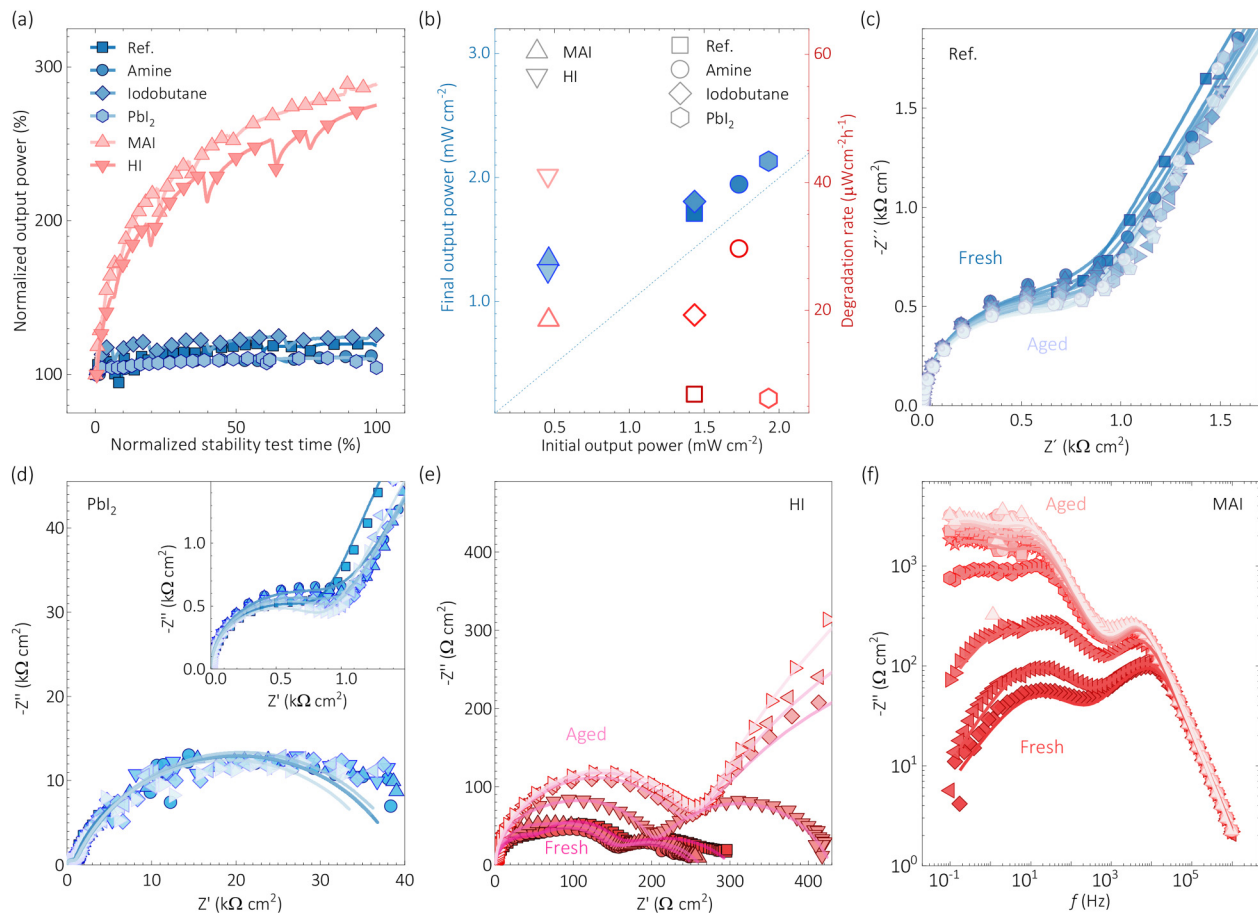 (a)
Ref.
Amine
Iodobutane
PbI₂
MAI
HI
300
200
100
Normalized output power (%)
0
50
100
Normalized stability test time (%)
(b)
MAI
HI
Ref.
Amine
Iodobutane
PbI₂
3.0
2.0
1.0
Final output power (mW cm⁻²)
60
40
20
Degradation rate (µWcm⁻²h⁻¹)
0.5
1.0
1.5
2.0
Initial output power (mW cm⁻²)
(c)
Ref.
Fresh
Aged
1.5
1.0
0.5
0.0
-Z´´ (kΩ cm²)
0.0
0.5
1.0
1.5
Z´ (kΩ cm²)
(d)
PbI₂
40
30
20
10
0
-Z'' (kΩ cm²)
0
10
20
30
40
Z' (kΩ cm²)
1.0
0.5
0.0
-Z'' (kΩ cm²)
0.0
0.5
1.0
1.5
Z' (kΩ cm²)
(e)
HI
Aged
Fresh
400
300
200
100
0
-Z'' (Ω cm²)
0
100
200
300
400
Z' (Ω cm²)
(f)
Aged
MAI
Fresh
10³
10²
10¹
10⁰
-Z'' (Ω cm²)
10⁻¹
10¹
10³
10⁵
f (Hz)